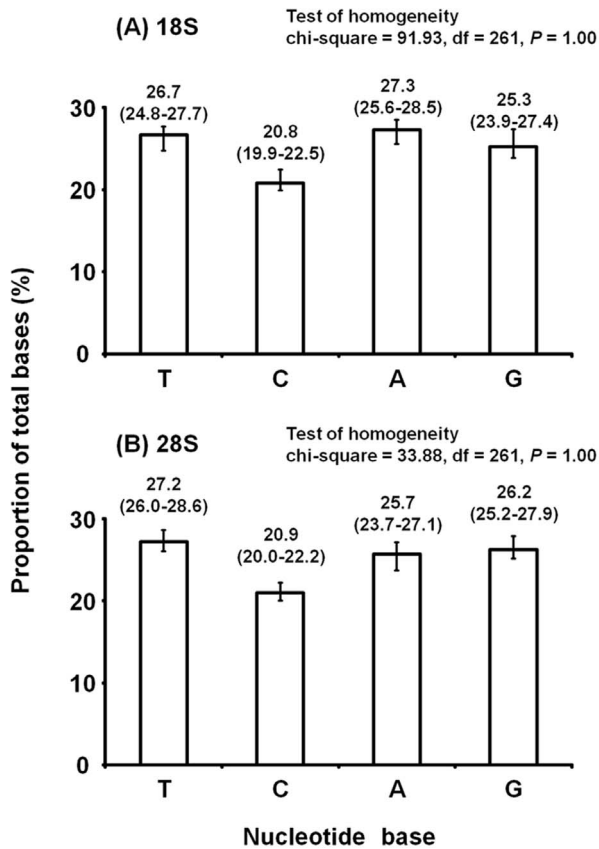 (A) 18S
Test of homogeneity
chi-square = 91.93, df = 261, P = 1.00
26.7
(24.8-27.7)
20.8
(19.9-22.5)
27.3
(25.6-28.5)
25.3
(23.9-27.4)
30
20
10
0
T C A G
(B) 28S
Test of homogeneity
chi-square = 33.88, df = 261, P = 1.00
27.2
(26.0-28.6)
20.9
(20.0-22.2)
25.7
(23.7-27.1)
26.2
(25.2-27.9)
30
20
10
0
T C A G
Proportion of total bases (%)
Nucleotide base